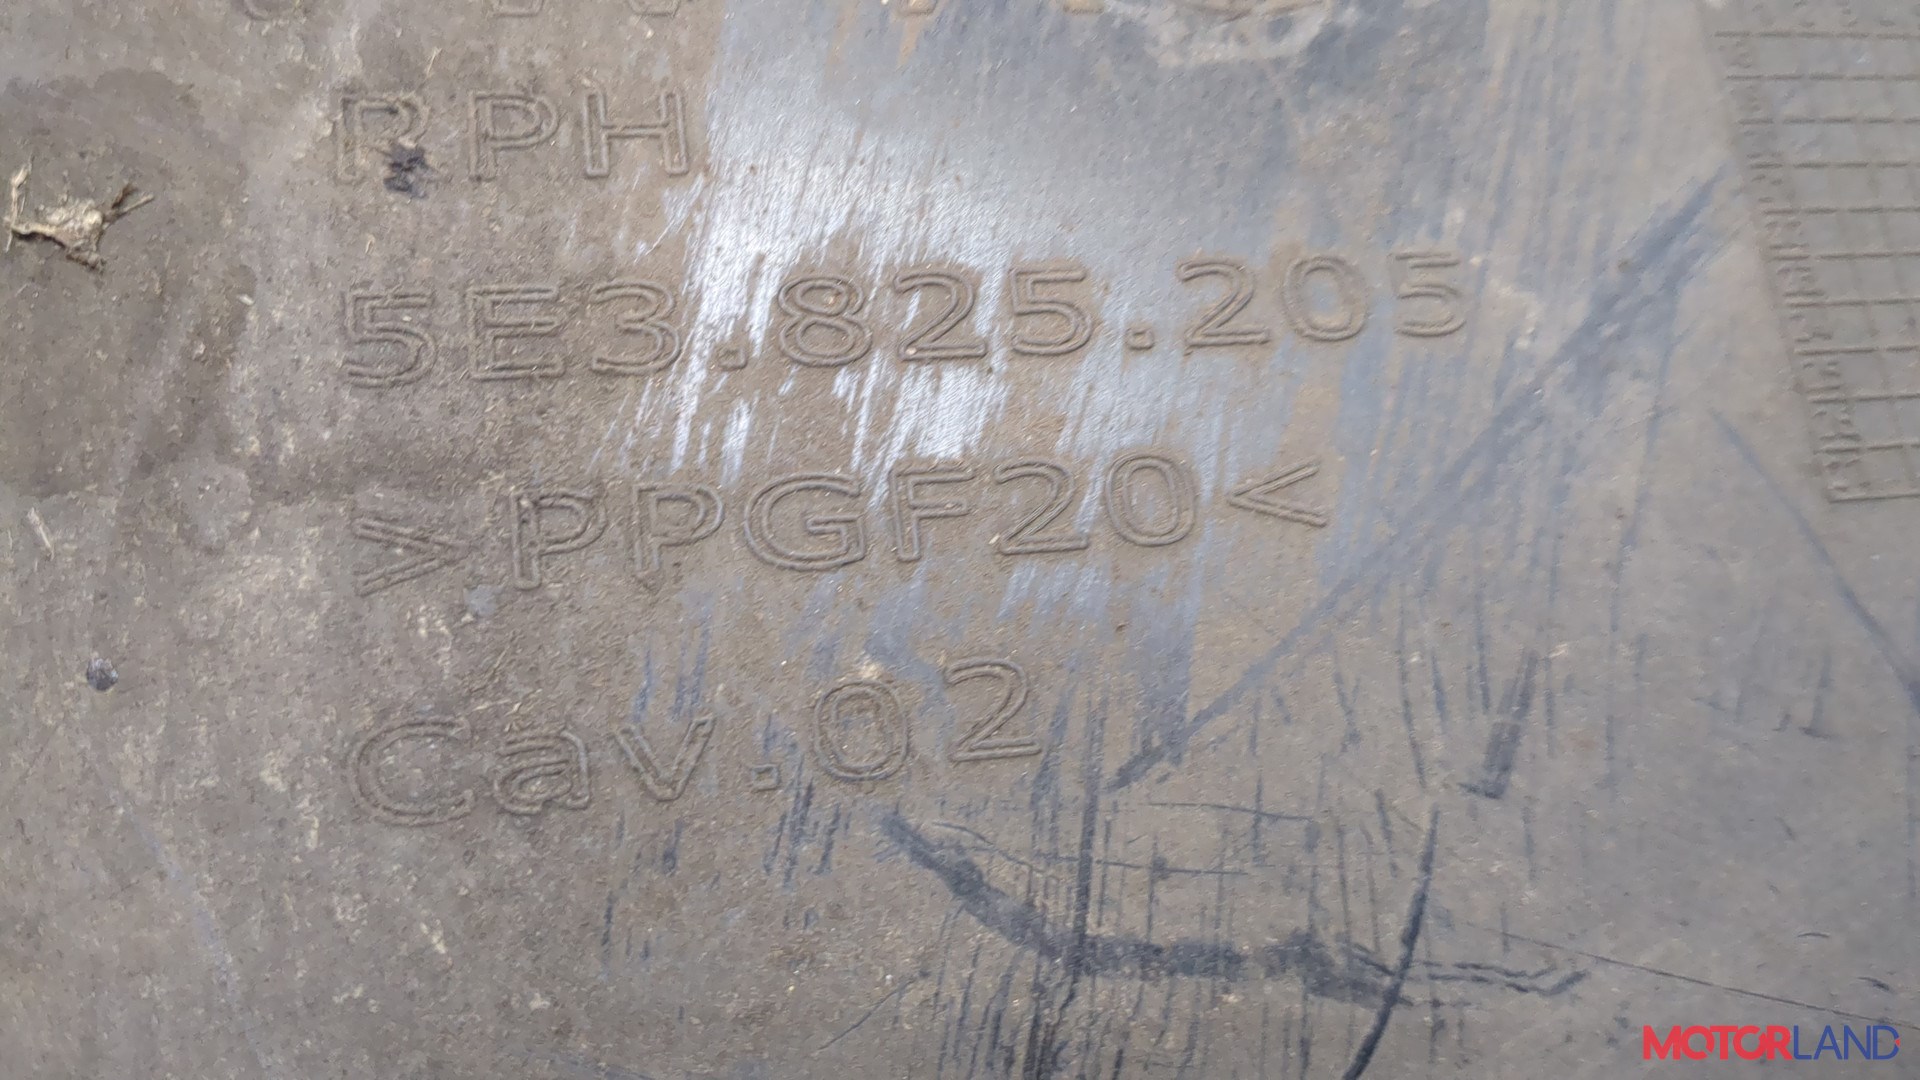 RPH
5E3.825.205
>PPGF20<
Cav.02
MOTORLAND